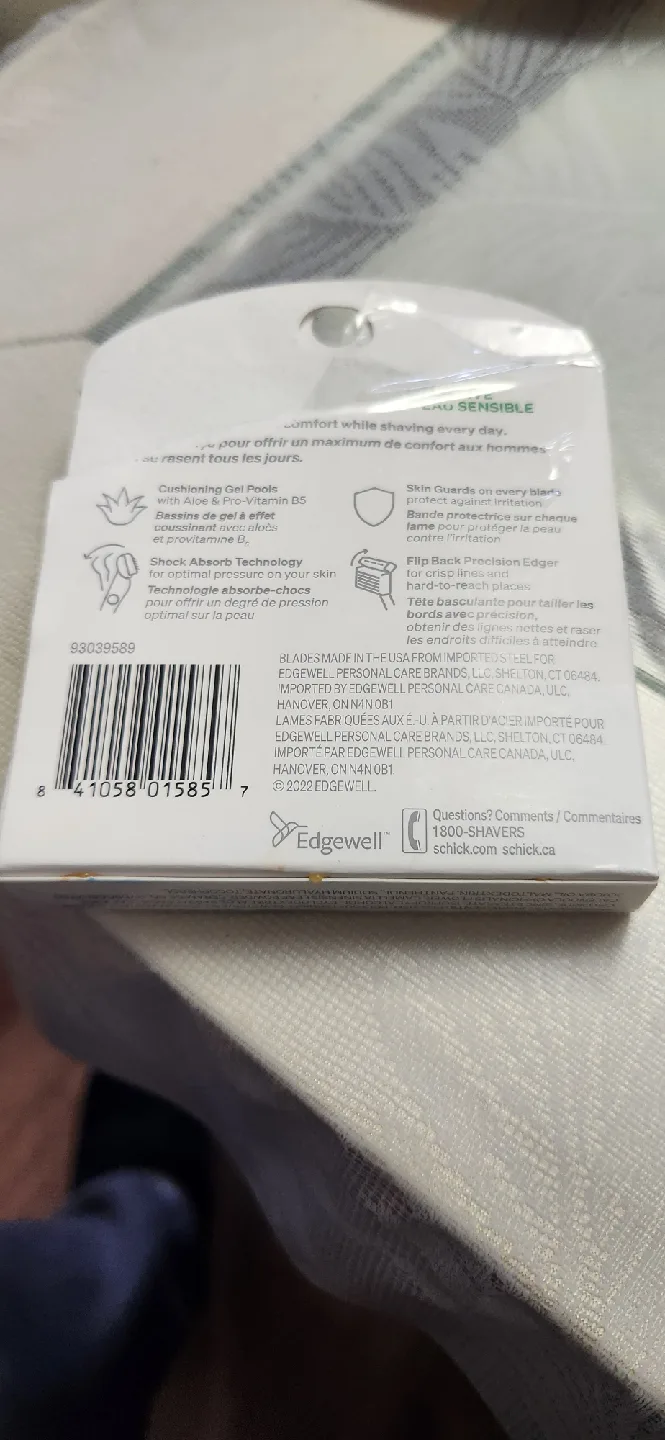 SENSIBLE
comfort while shaving every day.
pour offrir un maximum de confort aux hommes
se rasent tous les jours.
Cushioning Gel Pools
with Aloe & Pro-Vitamin B5
Bassins de gel à effet
coussinant avec aloès
et provitamine B₅
Skin Guards on every blade
protect against irritation
Bande protectrice sur chaque
lame pour protéger la peau
contre l'irritation
Shock Absorb Technology
for optimal pressure on your skin
Technologie absorbe-chocs
pour offrir un degré de pression
optimal sur la peau
Flip Back Precision Edger
for crisp lines and
hard-to-reach places
Tête basculante pour tailler les
bords avec précision,
obtenir des lignes nettes et raser
les endroits difficiles à atteindre
93039589
8 41058 01585 7
BLADES MADE IN THE USA FROM IMPORTED STEEL FOR
EDGEWELL PERSONAL CARE BRANDS, LLC, SHELTON, CT 06484.
IMPORTED BY EDGEWELL PERSONAL CARE CANADA, ULC,
HANOVER, ON N4N 0B1
LAMES FABRIQUÉES AUX É.-U. À PARTIR D'ACIER IMPORTÉ POUR
EDGEWELL PERSONAL CARE BRANDS, LLC, SHELTON, CT 06484.
IMPORTÉ PAR EDGEWELL PERSONAL CARE CANADA, ULC,
HANOVER, ON N4N 0B1
© 2022 EDGEWELL.
Edgewell™
Questions? Comments / Commentaires
1800-SHAVERS
schick.com schick.ca